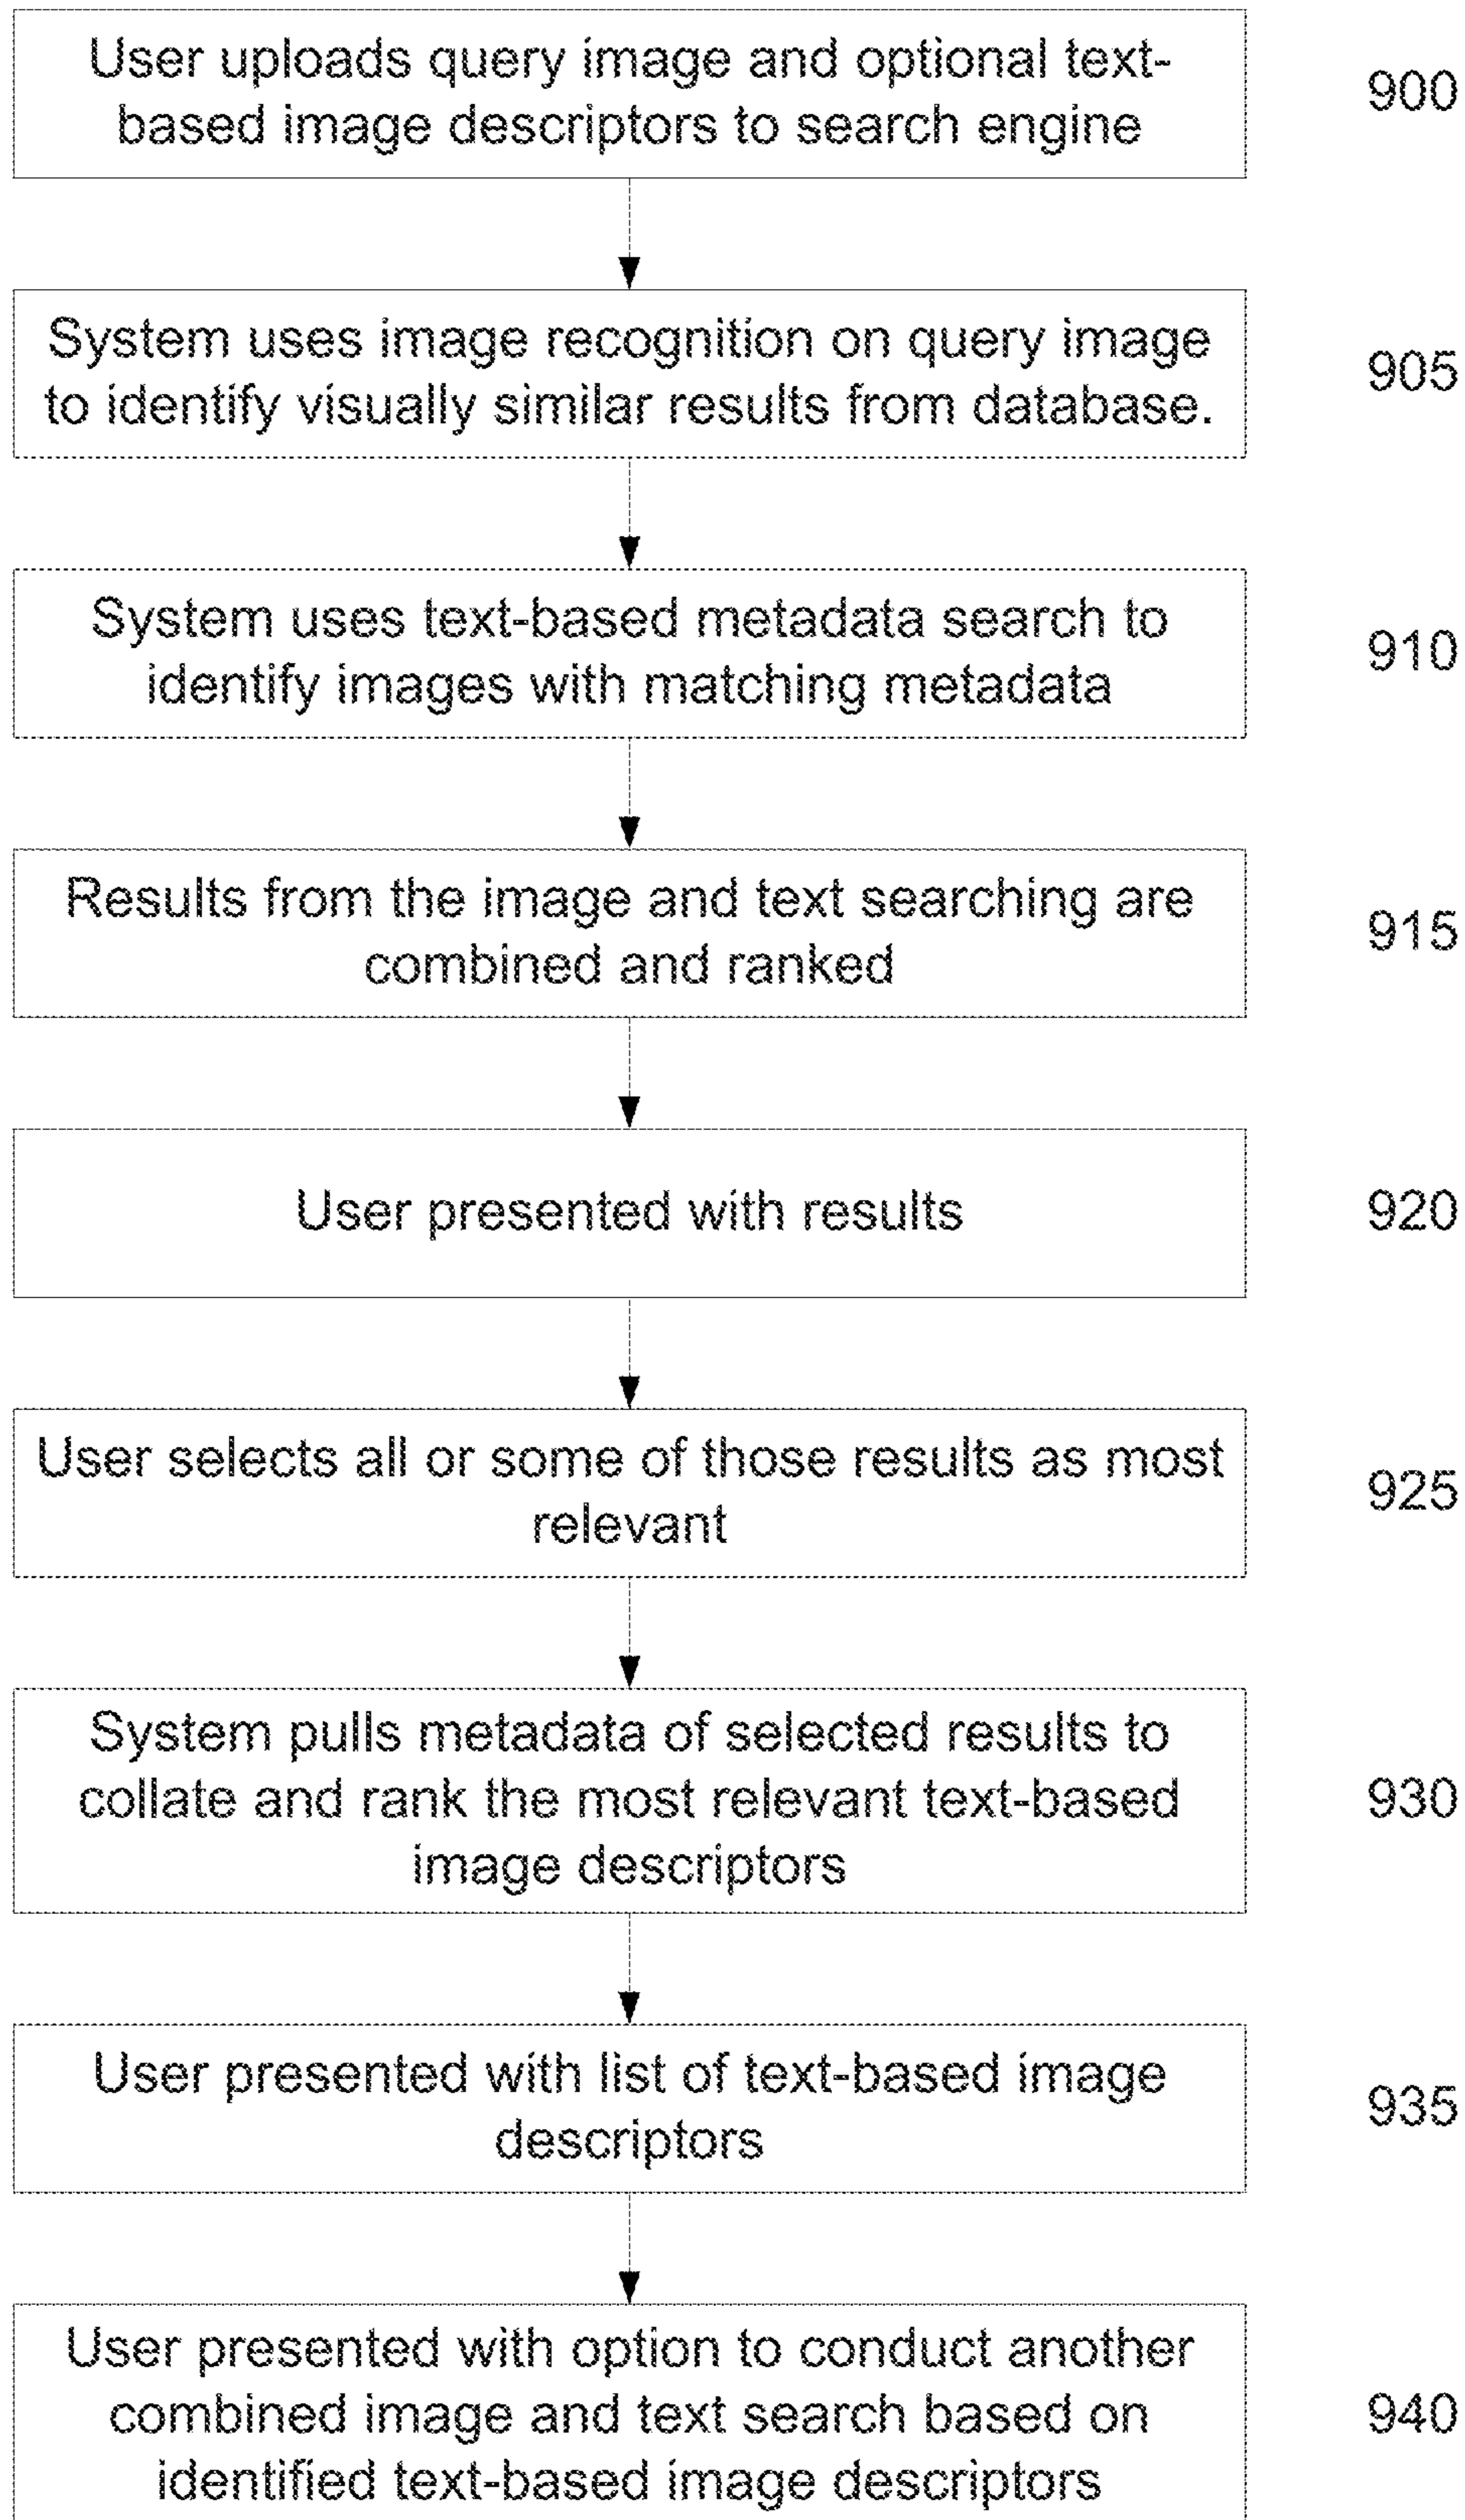 User uploads query image and optional text-
based image descriptors to search engine
900
System uses image recognition on query image
to identify visually similar results from database.
905
System uses text-based metadata search to
identify images with matching metadata
910
Results from the image and text searching are
combined and ranked
915
User presented with results
920
User selects all or some of those results as most
relevant
925
System pulls metadata of selected results to
collate and rank the most relevant text-based
image descriptors
930
User presented with list of text-based image
descriptors
935
User presented with option to conduct another
combined image and text search based on
identified text-based image descriptors
940